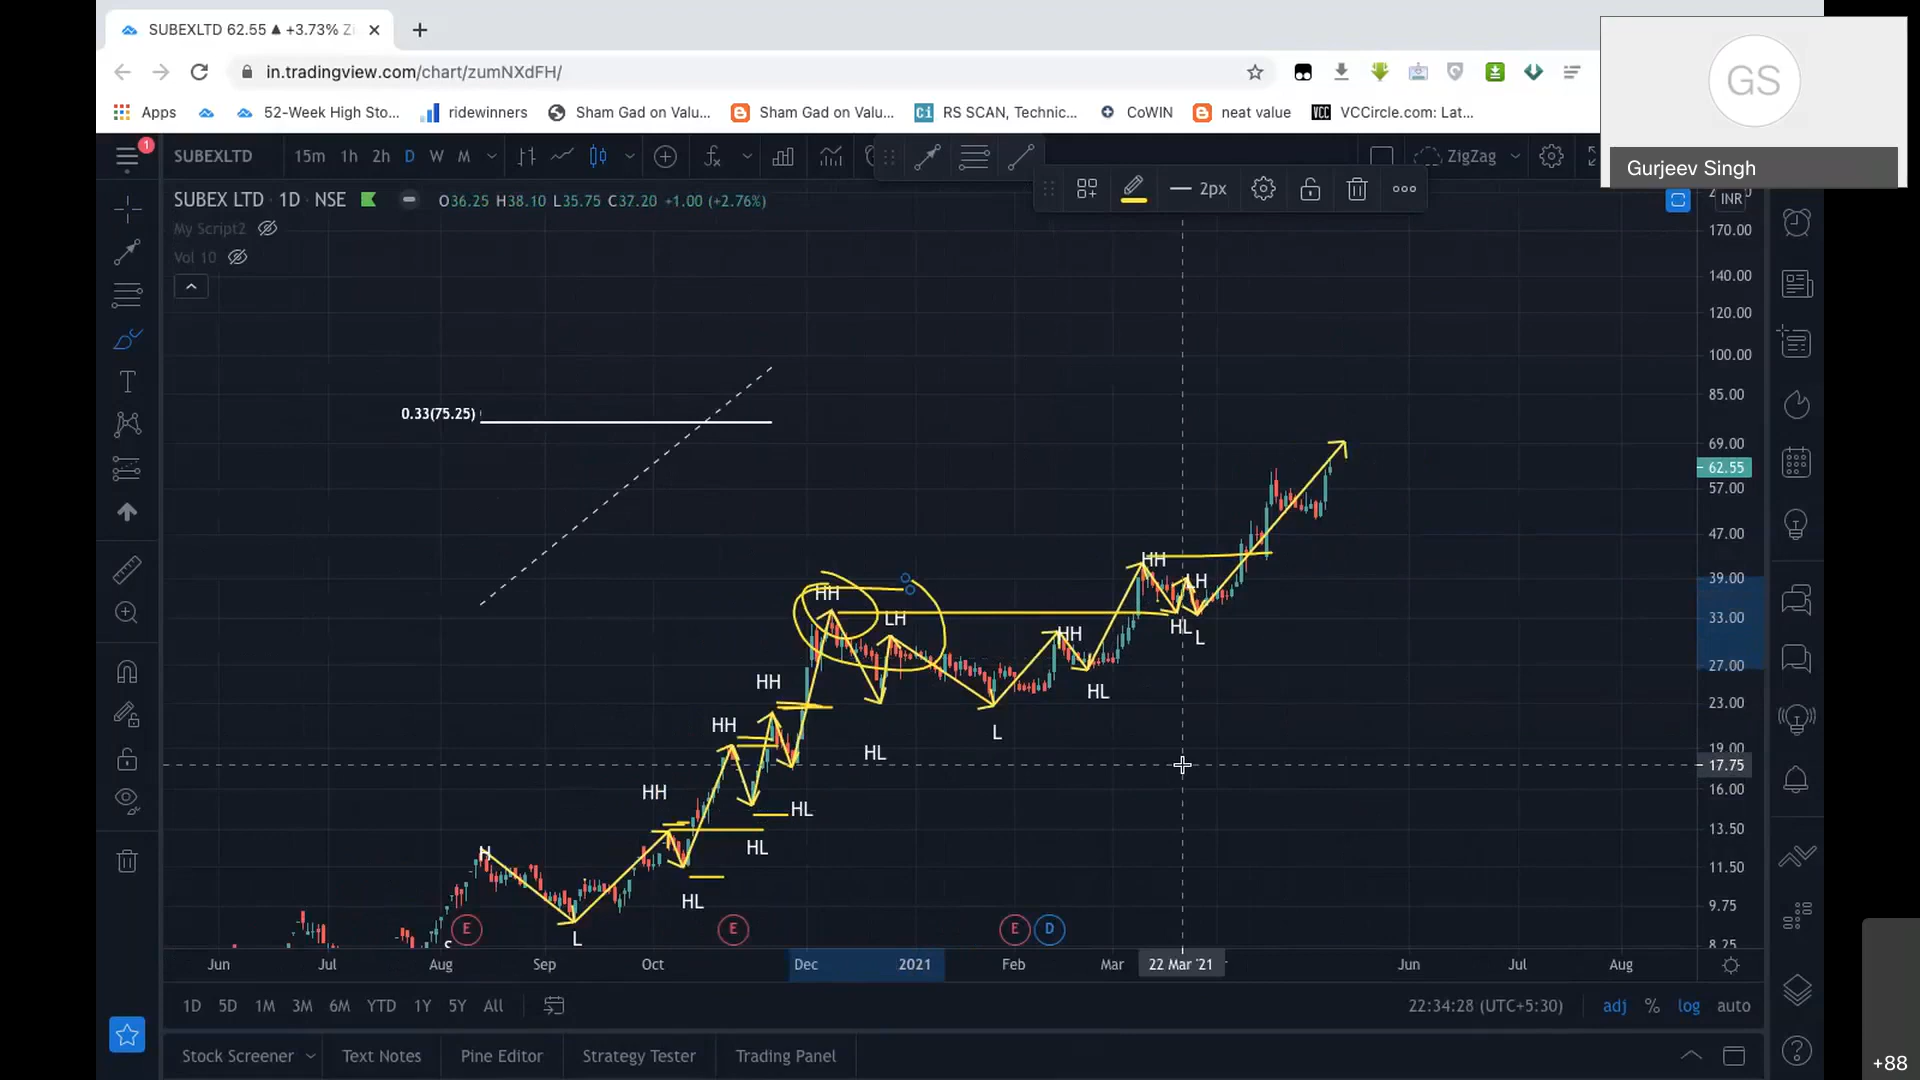 SUBEXLTD 62.55 ▲ +3.73% Zi
in.tradingview.com/chart/zumNXdFH/
Apps 52-Week High Sto... ridewinners Sham Gad on Valu... Sham Gad on Valu... RS SCAN, Technic... CoWIN neat value VCCircle.com: Lat...
GS
Gurjeev Singh
1
SUBEXLTD 15m 1h 2h D W M ZigZag
2px
SUBEX LTD · 1D · NSE O36.25 H38.10 L35.75 C37.20 +1.00 (+2.76%)
INR
My Script2
Vol 10
170.00
140.00
120.00
100.00
85.00
0.33(75.25)
69.00
62.55
57.00
47.00
HH
39.00
LH
HH
33.00
LH
HL
HH
L
27.00
HH
HL
23.00
HH
L
19.00
HL
17.75
HH
16.00
HL
13.50
HL
H
11.50
HL
9.75
E E E D
L
8.25
Jun Jul Aug Sep Oct Dec 2021 Feb Mar 22 Mar '21 Jun Jul Aug
1D 5D 1M 3M 6M YTD 1Y 5Y All 22:34:28 (UTC+5:30) adj % log auto
Stock Screener Text Notes Pine Editor Strategy Tester Trading Panel
+88